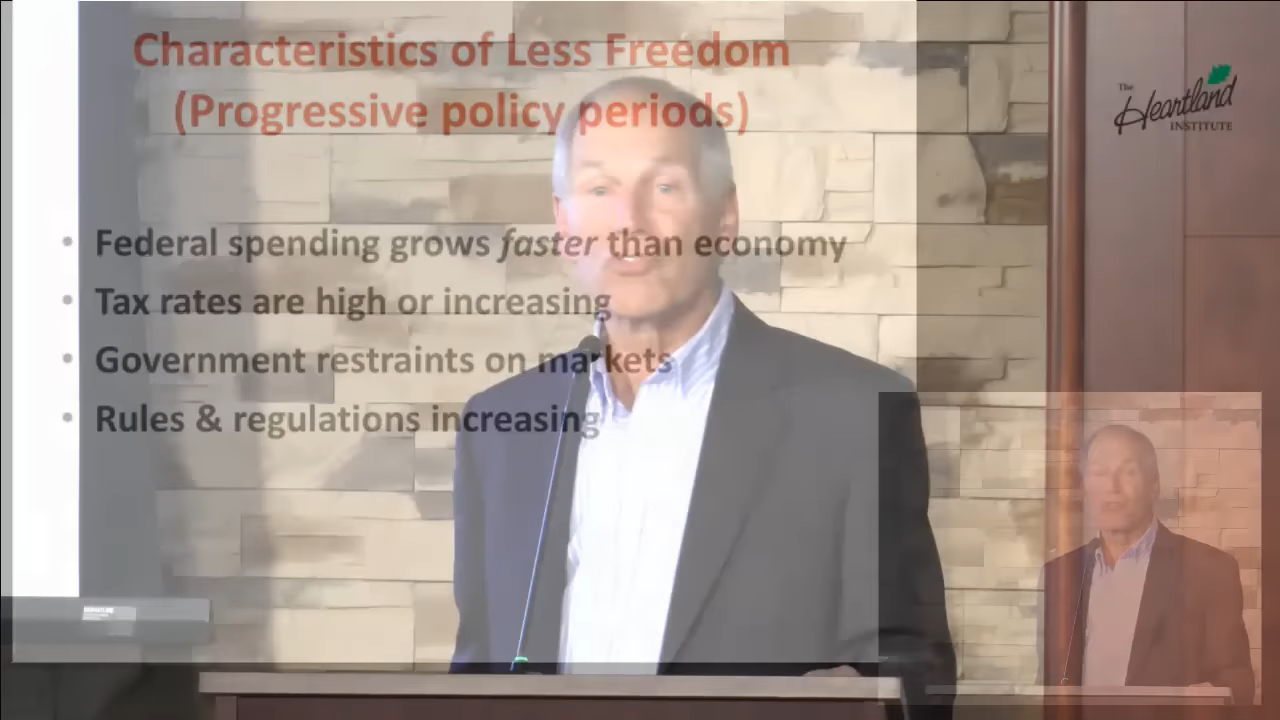 Characteristics of Less Freedom
(Progressive policy periods)
• Federal spending grows faster than economy
• Tax rates are high or increasing
• Government restraints on markets
• Rules & regulations increasing
The
Heartland
INSTITUTE